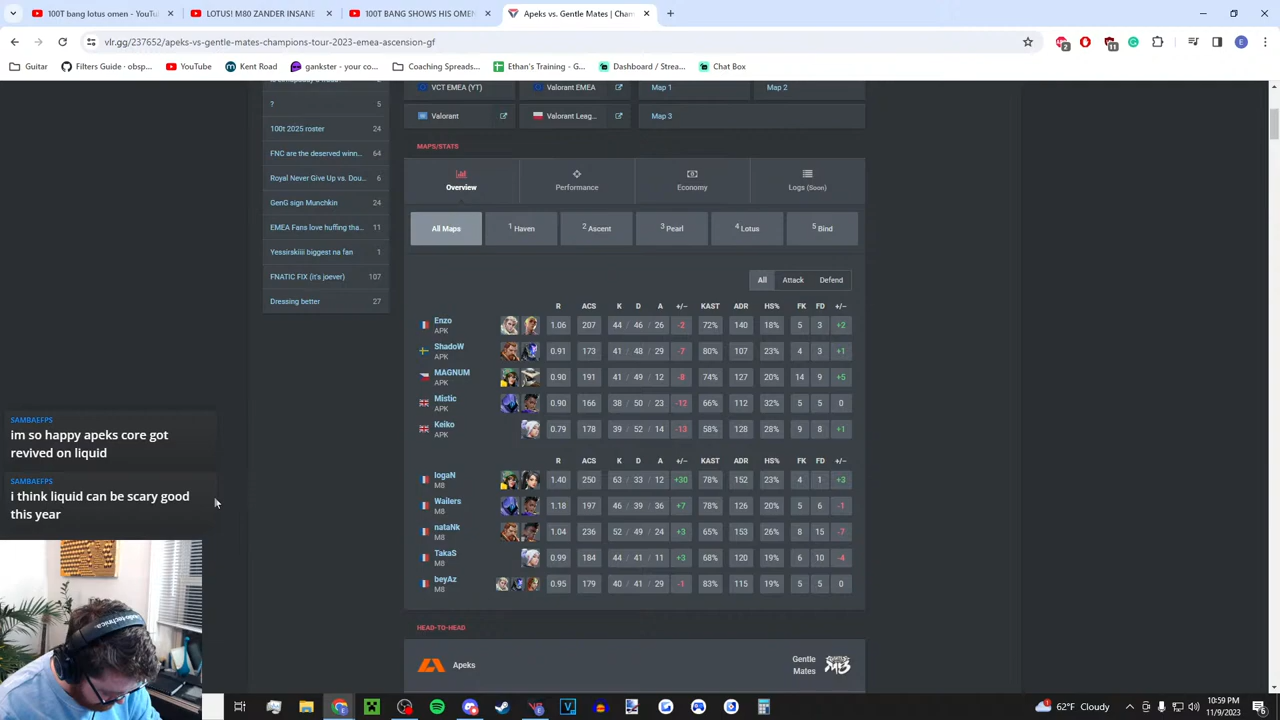 100T bang lotus omen - YouTu
LOTUS! M80 ZANDER INSANE
100T BANG SHOWS HIS OMEN
Apeks vs. Gentle Mates | Cham
vlr.gg/237652/apeks-vs-gentle-mates-champions-tour-2023-emea-ascension-gf
2
11
E
Guitar
Filters Guide · obsp...
YouTube
Kent Road
gankster - your co...
Coaching Spreads...
Ethan's Training - G...
Dashboard / Strea...
Chat Box
? 5
100t 2025 roster 24
FNC are the deserved winn... 64
Royal Never Give Up vs. Dou... 6
GenG sign Munchkin 24
EMEA Fans love huffing tha... 11
Yessirskiiii biggest na fan 1
FNATIC FIX (it's joever) 107
Dressing better 27
VCT EMEA (YT)
Valorant EMEA
Map 1
Map 2
Valorant
Valorant Leag...
Map 3
MAPS/STATS
Overview
Performance
Economy
Logs (Soon)
All Maps
1 Haven
2 Ascent
3 Pearl
4 Lotus
5 Bind
All Attack Defend
R ACS K D A +/– KAST ADR HS% FK FD +/–
Enzo 1.06 207 44 / 46 / 26 -2 72% 140 18% 5 3 +2
APK
ShadoW 0.91 173 41 / 48 / 29 -7 80% 107 23% 4 3 +1
APK
MAGNUM 0.90 191 41 / 49 / 12 -8 74% 127 20% 14 9 +5
APK
Mistic 0.90 166 38 / 50 / 23 -12 66% 112 32% 5 5 0
APK
Keiko 0.79 178 39 / 52 / 14 -13 58% 128 28% 9 8 +1
APK
R ACS K D A +/– KAST ADR HS% FK FD +/–
logaN 1.40 250 63 / 33 / 12 +30 78% 152 23% 4 1 +3
M8
Wailers 1.18 197 46 / 39 / 36 +7 78% 126 20% 5 6 -1
M8
nataNk 1.04 236 52 / 49 / 24 +3 65% 153 26% 8 15 -7
M8
TakaS 0.99 184 44 / 41 / 11 +3 68% 120 19% 6 10 -4
M8
beyAz 0.95 179 40 / 41 / 29 -1 83% 115 19% 5 5 0
M8
HEAD-TO-HEAD
Apeks
Gentle
Mates
SAMBAEFPS
im so happy apeks core got
revived on liquid
SAMBAEFPS
i think liquid can be scary good
this year
audio-technica
62°F Cloudy
10:59 PM
11/9/2023